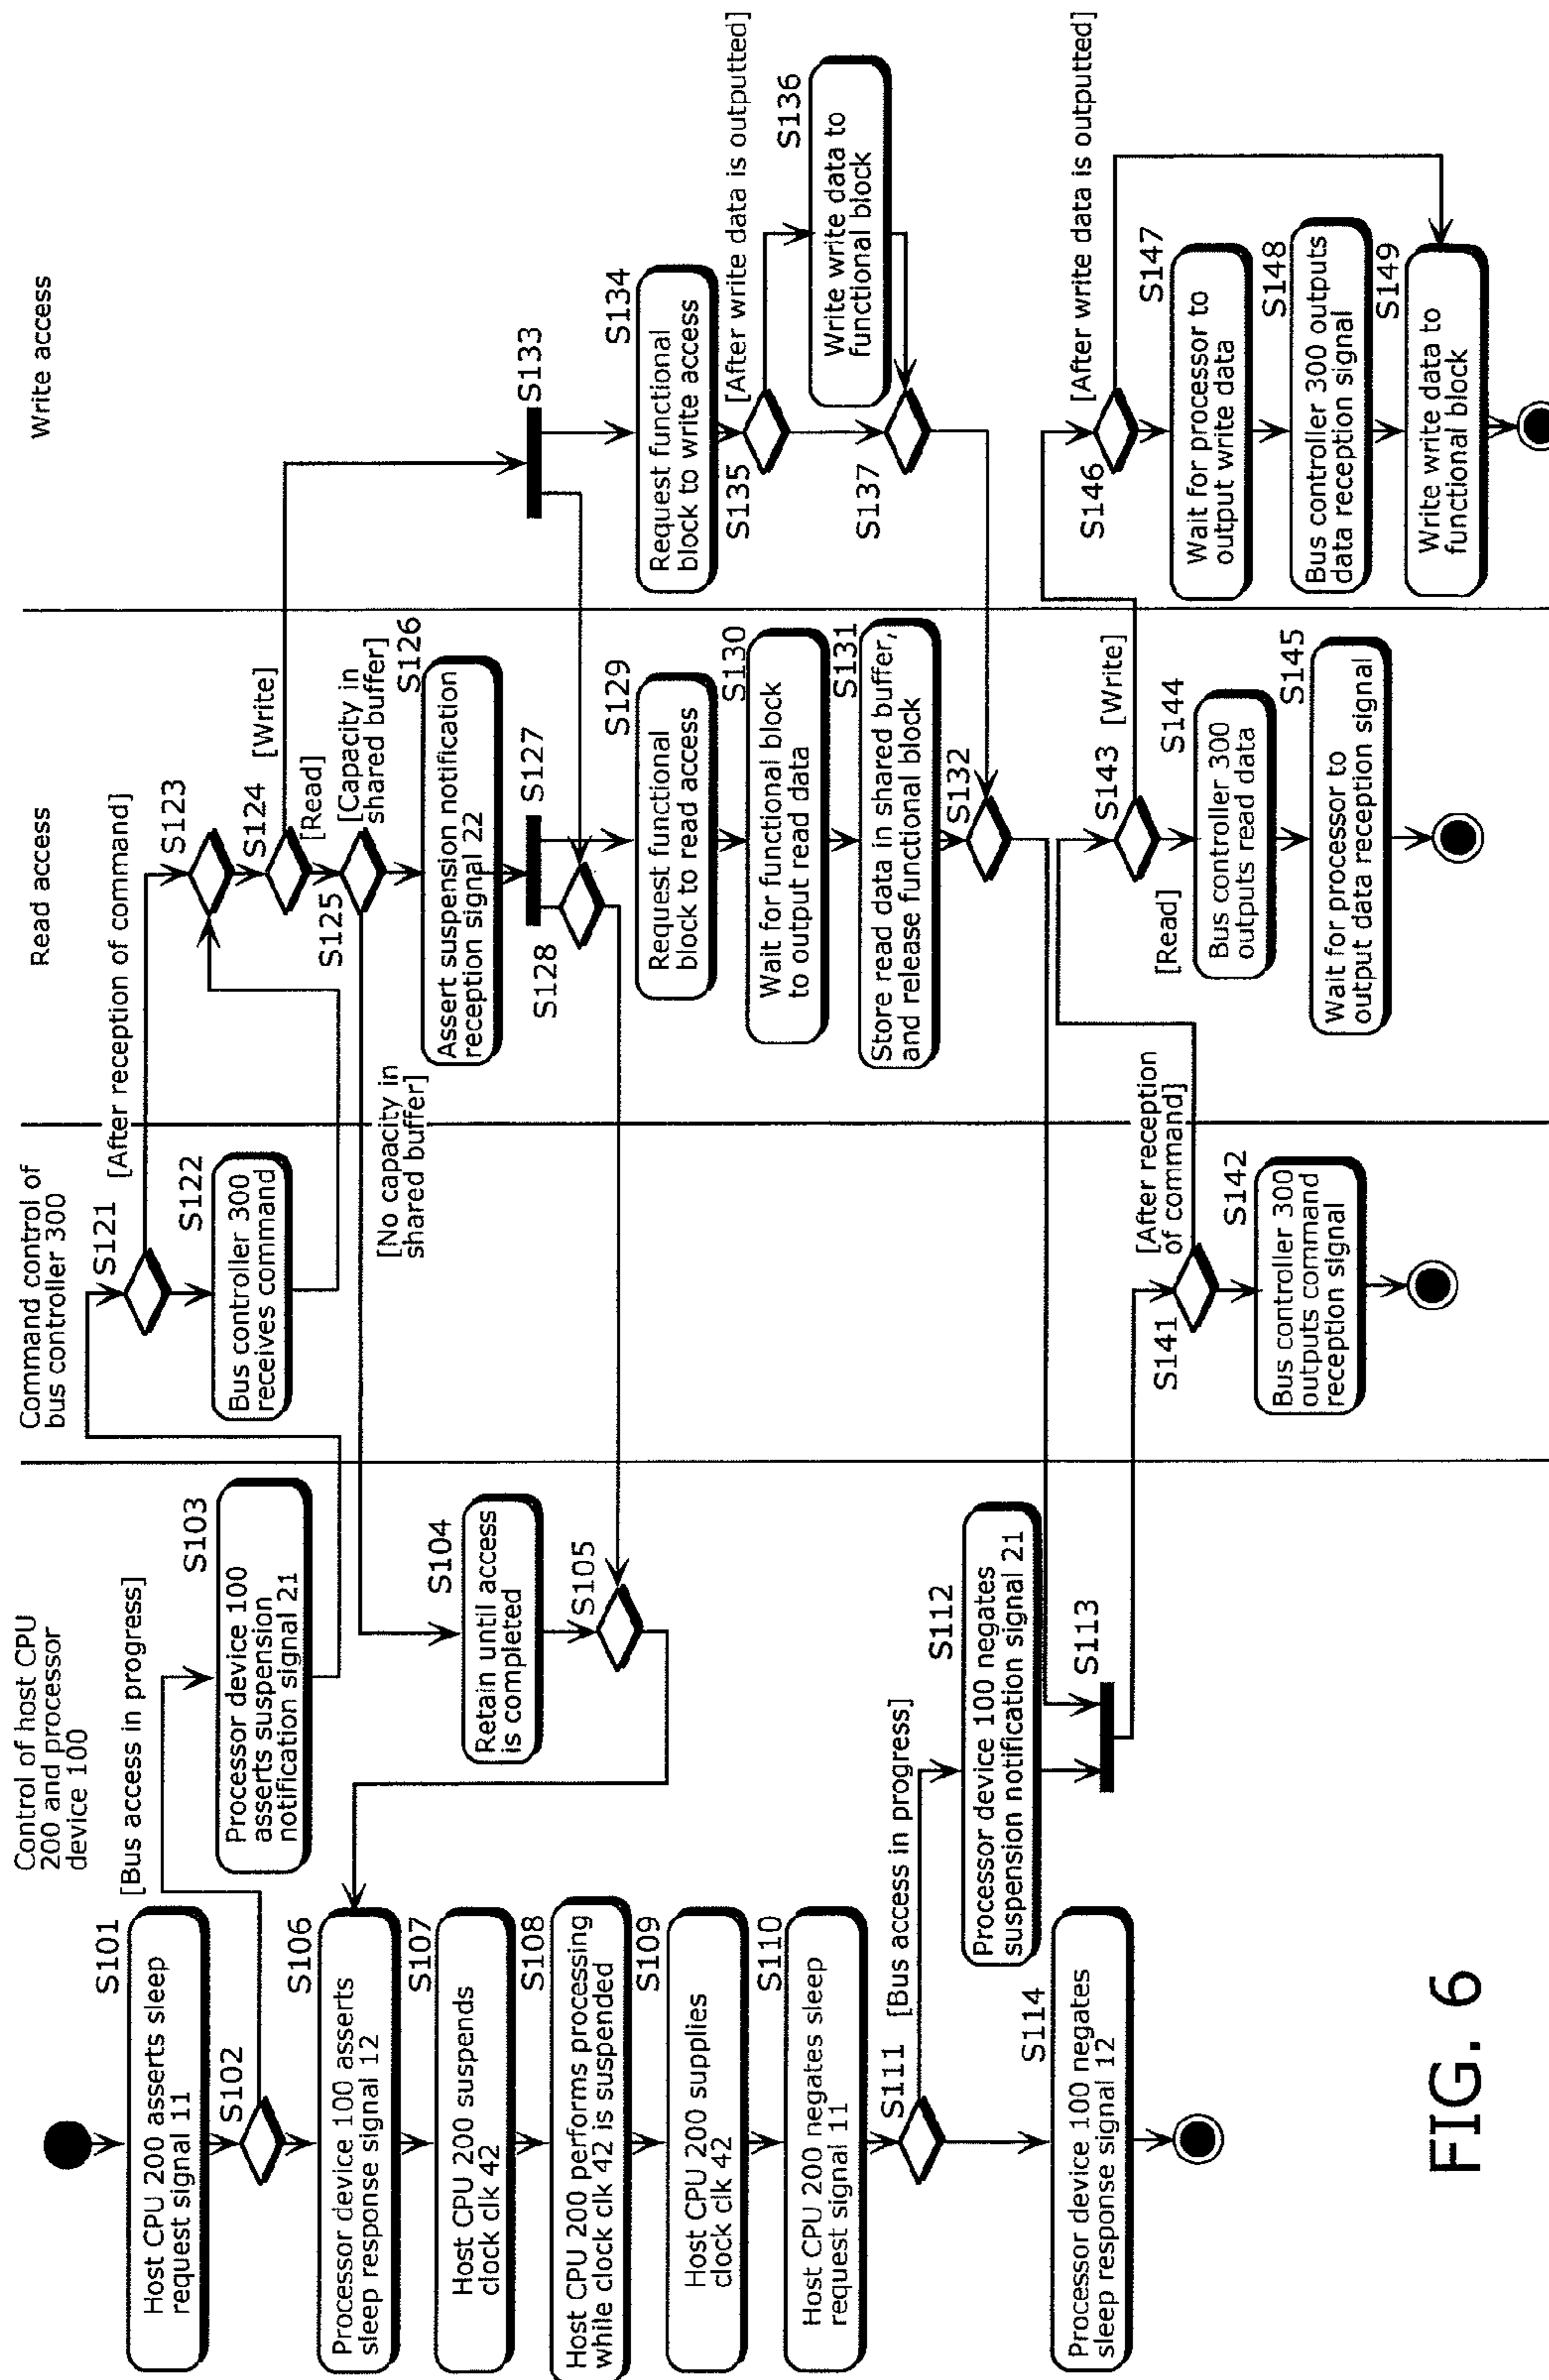 Control of host CPU
200 and processor
device 100
Command control of
bus controller 300
Read access
Write access
S101
Host CPU 200 asserts sleep
request signal 11
S102
[Bus access in progress]
S103
Processor device 100
asserts suspension
notification signal 21
S104
Retain until access
is completed
S105
S106
Processor device 100 asserts
sleep response signal 12
S107
Host CPU 200 suspends
clock clk 42
S108
Host CPU 200 performs processing
while clock clk 42 is suspended
S109
Host CPU 200 supplies
clock clk 42
S110
Host CPU 200 negates sleep
request signal 11
S111
[Bus access in progress]
S112
Processor device 100 negates
suspension notification signal 21
S113
S114
Processor device 100 negates
sleep response signal 12
S121
[After reception of command]
S122
Bus controller 300
receives command
[No capacity in
shared buffer]
S141
[After reception
of command]
S142
Bus controller 300
outputs command
reception signal
S123
S124
[Write]
[Read]
S125
[Capacity in
shared buffer]
S126
Assert suspension notification
reception signal 22
S127
S128
S129
Request functional
block to read access
S130
Wait for functional block
to output read data
S131
Store read data in shared buffer,
and release functional block
S132
S143
[Write]
[Read]
S144
Bus controller 300
outputs read data
S145
Wait for processor to
output data reception signal
S133
S134
Request functional
block to write access
S135
[After write data is outputted]
S136
Write write data to
functional block
S137
S146
[After write data is outputted]
S147
Wait for processor to
output write data
S148
Bus controller 300 outputs
data reception signal
S149
Write write data to
functional block
FIG. 6